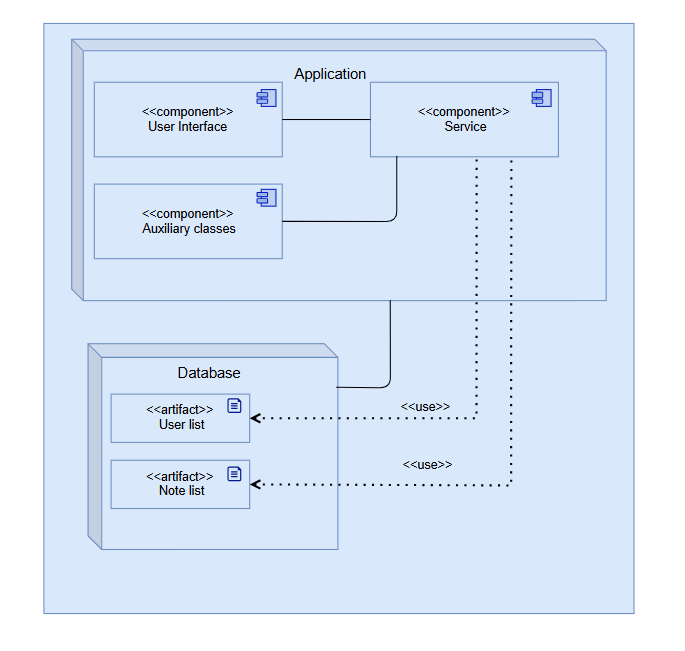 Application
<<component>>
User Interface
<<component>>
Service
<<component>>
Auxiliary classes
Database
<<artifact>>
User list
<<use>>
<<artifact>>
Note list
<<use>>